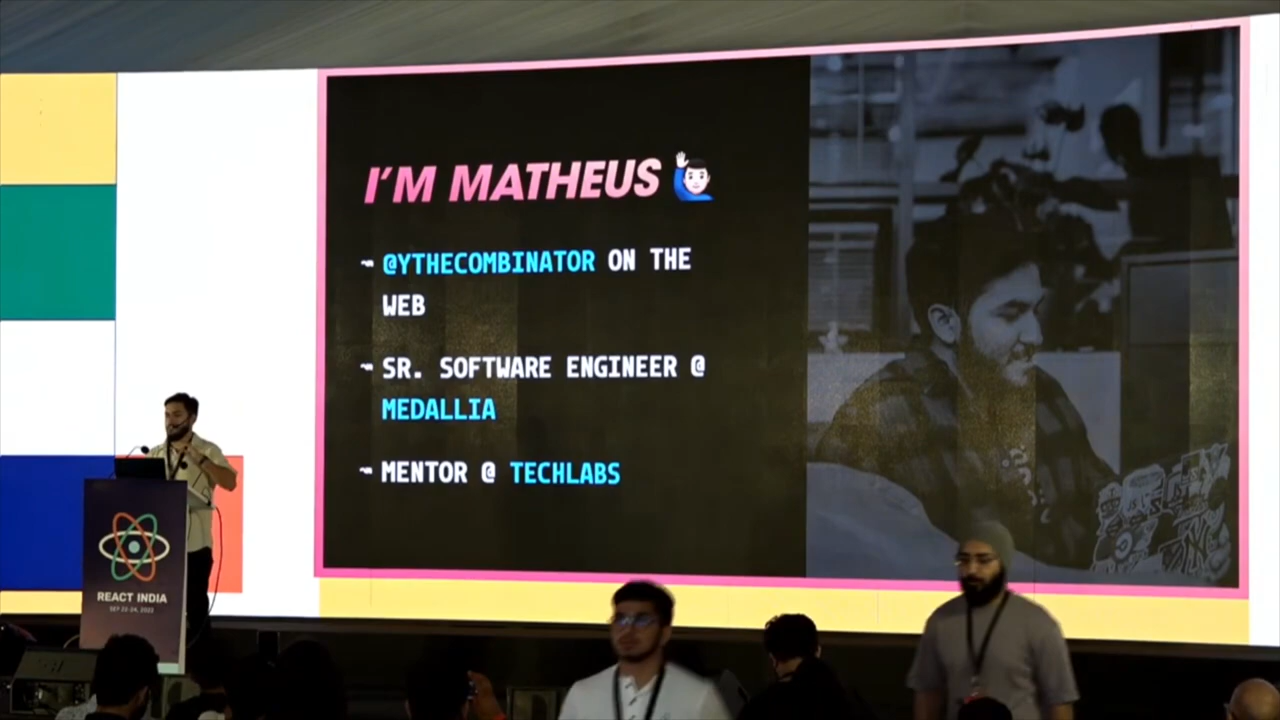 I'M MATHEUS
~ @YTHECOMBINATOR ON THE
WEB
~ SR. SOFTWARE ENGINEER @
MEDALLIA
~ MENTOR @ TECHLABS
REACT INDIA